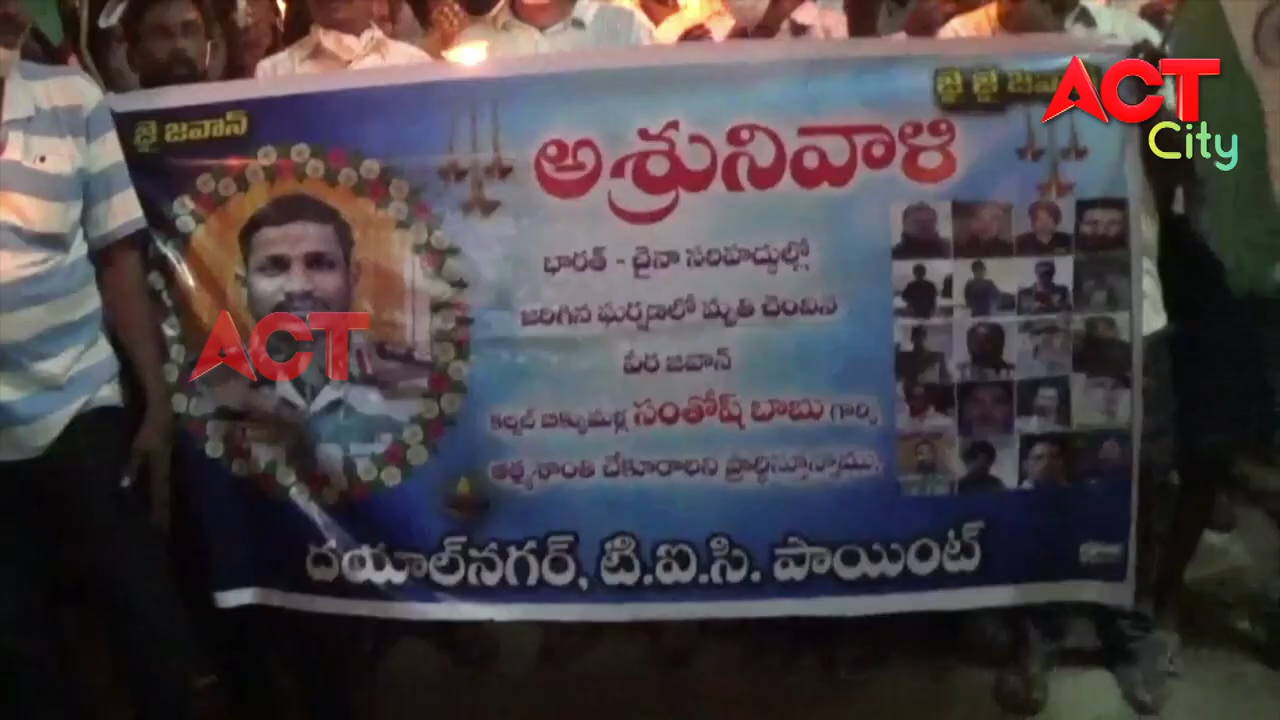 జై జవాన్
జై జై జవాన్
ACT
City
అశ్రునివాళి
భారత్ - చైనా సరిహద్దుల్లో
జరిగిన ఘర్షణలో మృతి చెందిన
వీర జవాన్
కల్నల్ బిక్కుమళ్ల సంతోష్ బాబు గార్కి
ఆత్మశాంతి చేకూరాలని ప్రార్థిస్తున్నాము.
ACT
దయాల్‌నగర్, టి.ఐ.సి. పాయింట్